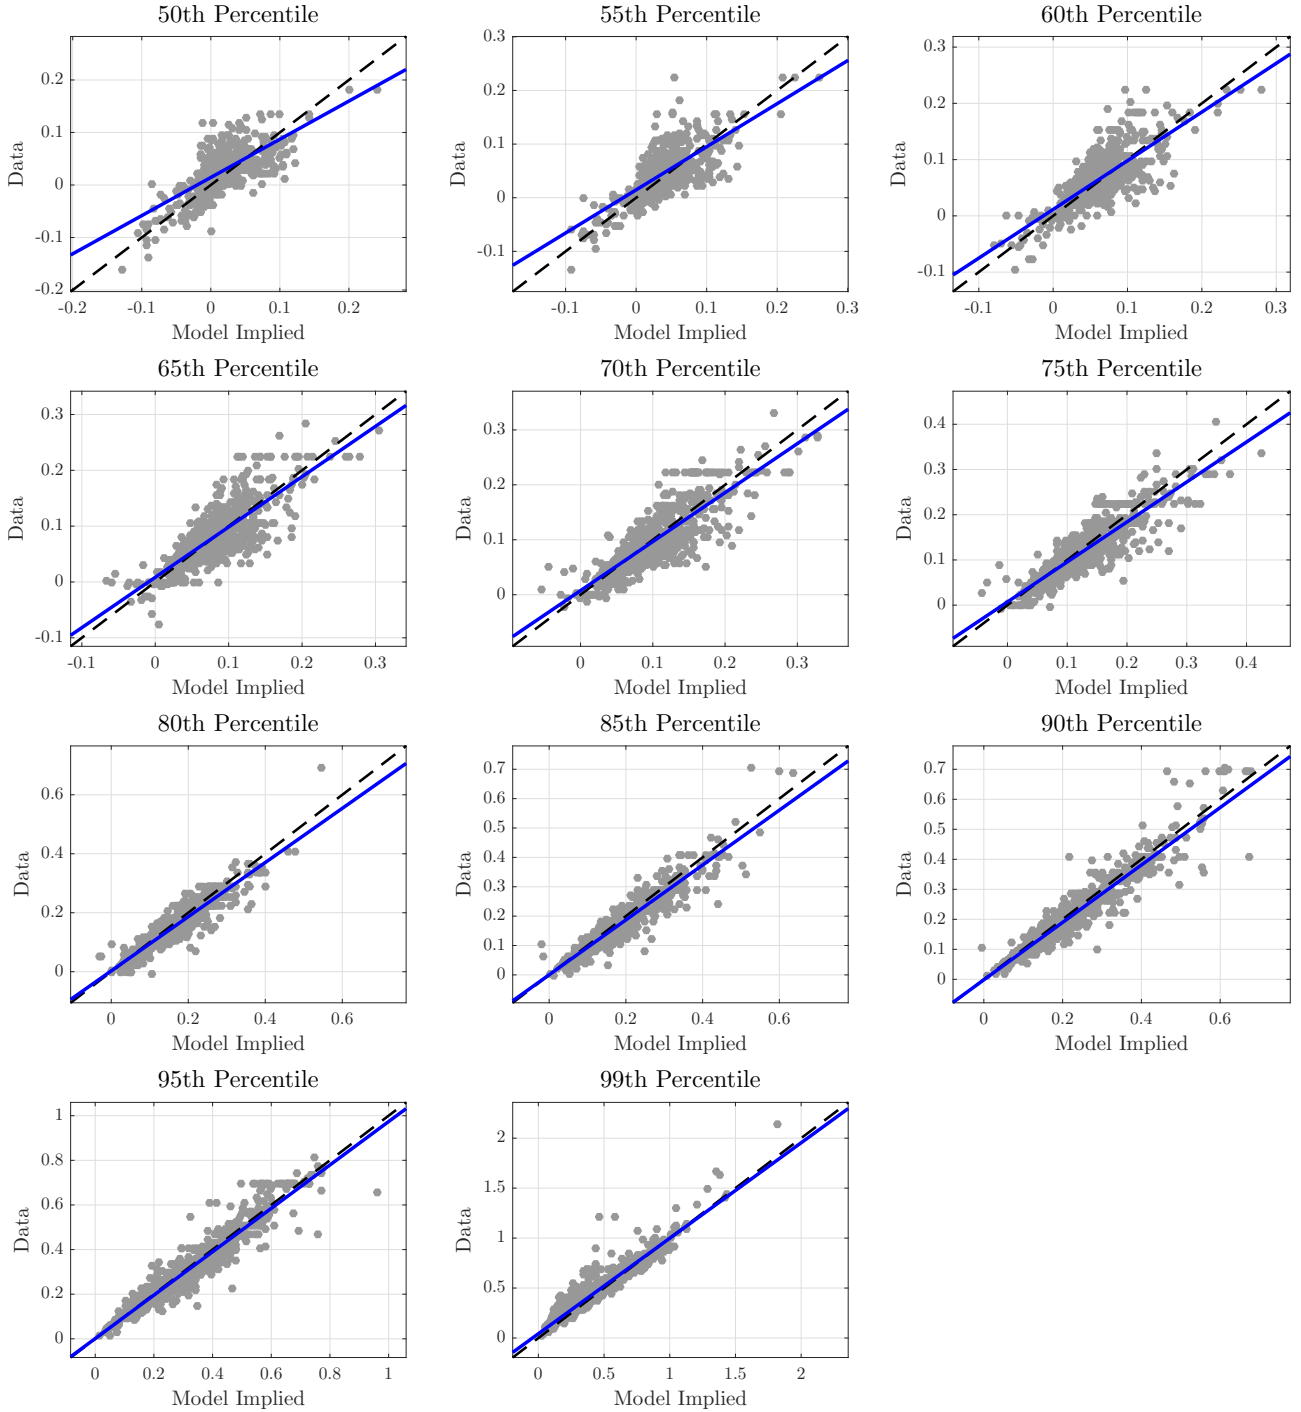 50th Percentile
Data
0.2
0.1
0
-0.1
-0.2
-0.2 -0.1 0 0.1 0.2
Model Implied
55th Percentile
Data
0.3
0.2
0.1
0
-0.1
-0.1 0 0.1 0.2 0.3
Model Implied
60th Percentile
Data
0.3
0.2
0.1
0
-0.1
-0.1 0 0.1 0.2 0.3
Model Implied
65th Percentile
Data
0.3
0.2
0.1
0
-0.1
-0.1 0 0.1 0.2 0.3
Model Implied
70th Percentile
Data
0.3
0.2
0.1
0
0 0.1 0.2 0.3
Model Implied
75th Percentile
Data
0.4
0.3
0.2
0.1
0
0 0.1 0.2 0.3 0.4
Model Implied
80th Percentile
Data
0.6
0.4
0.2
0
0 0.2 0.4 0.6
Model Implied
85th Percentile
Data
0.7
0.6
0.5
0.4
0.3
0.2
0.1
0
0 0.2 0.4 0.6
Model Implied
90th Percentile
Data
0.7
0.6
0.5
0.4
0.3
0.2
0.1
0
0 0.2 0.4 0.6
Model Implied
95th Percentile
Data
1
0.8
0.6
0.4
0.2
0
0 0.2 0.4 0.6 0.8 1
Model Implied
99th Percentile
Data
2
1.5
1
0.5
0
0 0.5 1 1.5 2
Model Implied